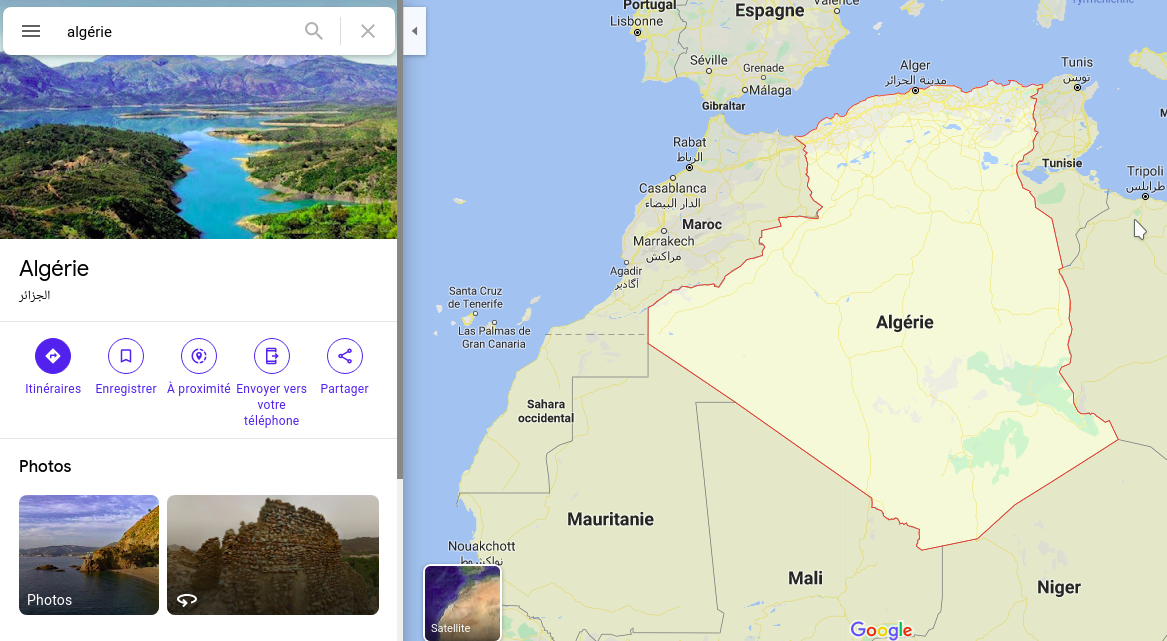 algérie
Algérie
الجزائر
Itinéraires
Enregistrer
À proximité
Envoyer vers
votre
téléphone
Partager
Photos
Photos
Portugal
Lisbonne
Espagne
Valence
Séville
Grenade
Málaga
Gibraltar
Alger
مدينة الجزائر
Tunis
تونس
Tunisie
Tripoli
طرابلس
Rabat
الرباط
Casablanca
الدار البيضاء
Maroc
Marrakech
مراكش
Agadir
أگادير
Santa Cruz
de Tenerife
Las Palmas de
Gran Canaria
Algérie
Sahara
occidental
Mauritanie
Nouakchott
نواكشوط
Mali
Niger
Satellite
Google